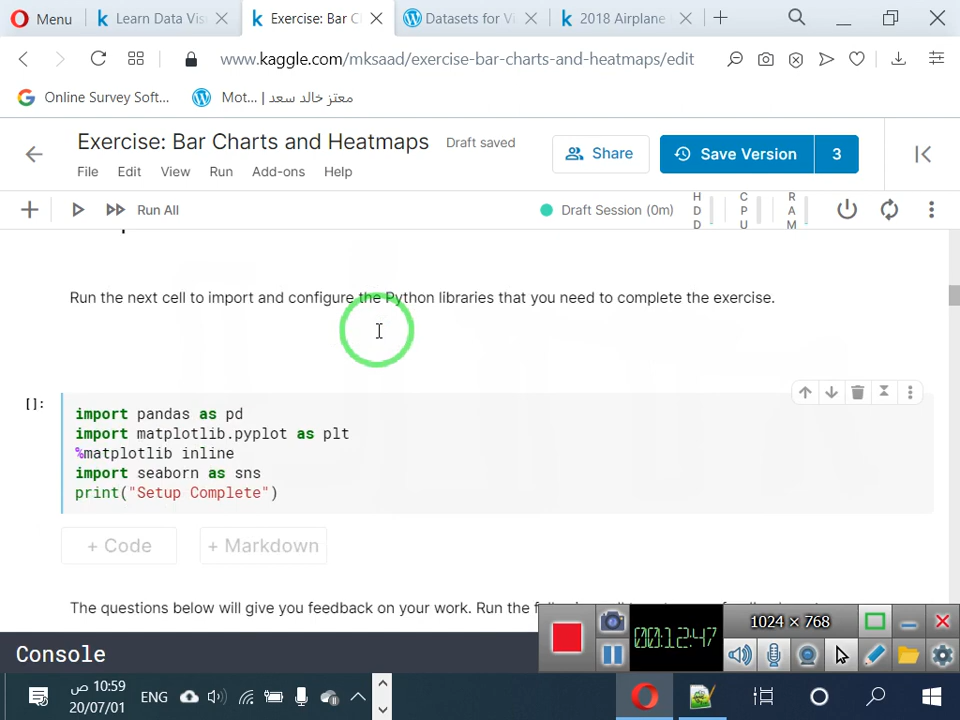 Menu
Learn Data Vis
Exercise: Bar C
Datasets for Vi
2018 Airplane
www.kaggle.com/mksaad/exercise-bar-charts-and-heatmaps/edit
Online Survey Soft...
Mot... | معتز خالد سعد
Exercise: Bar Charts and Heatmaps
Draft saved
Share
Save Version
3
File Edit View Run Add-ons Help
Run All
Draft Session (0m)
HDD
CPU
RAM
Run the next cell to import and configure the Python libraries that you need to complete the exercise.
[]:
import pandas as pd
import matplotlib.pyplot as plt
%matplotlib inline
import seaborn as sns
print("Setup Complete")
+ Code
+ Markdown
The questions below will give you feedback on your work. Run the
00:12:47
1024 × 768
Console
10:59 ص
20/07/01
ENG